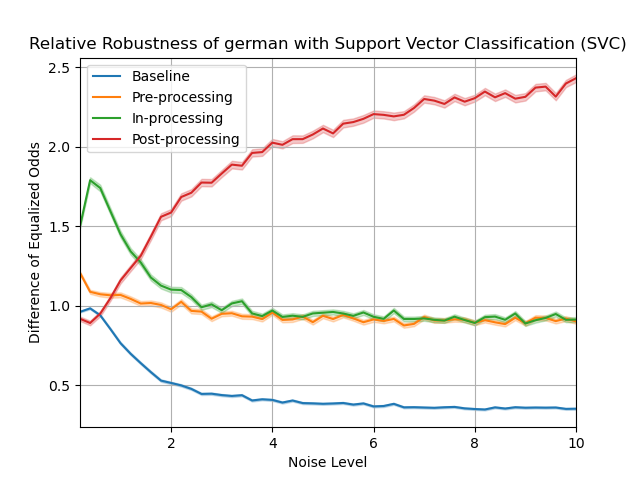 Relative Robustness of german with Support Vector Classification (SVC)
2.5
2.0
1.5
1.0
0.5
Difference of Equalized Odds
Baseline
Pre-processing
In-processing
Post-processing
2
4
6
8
10
Noise Level